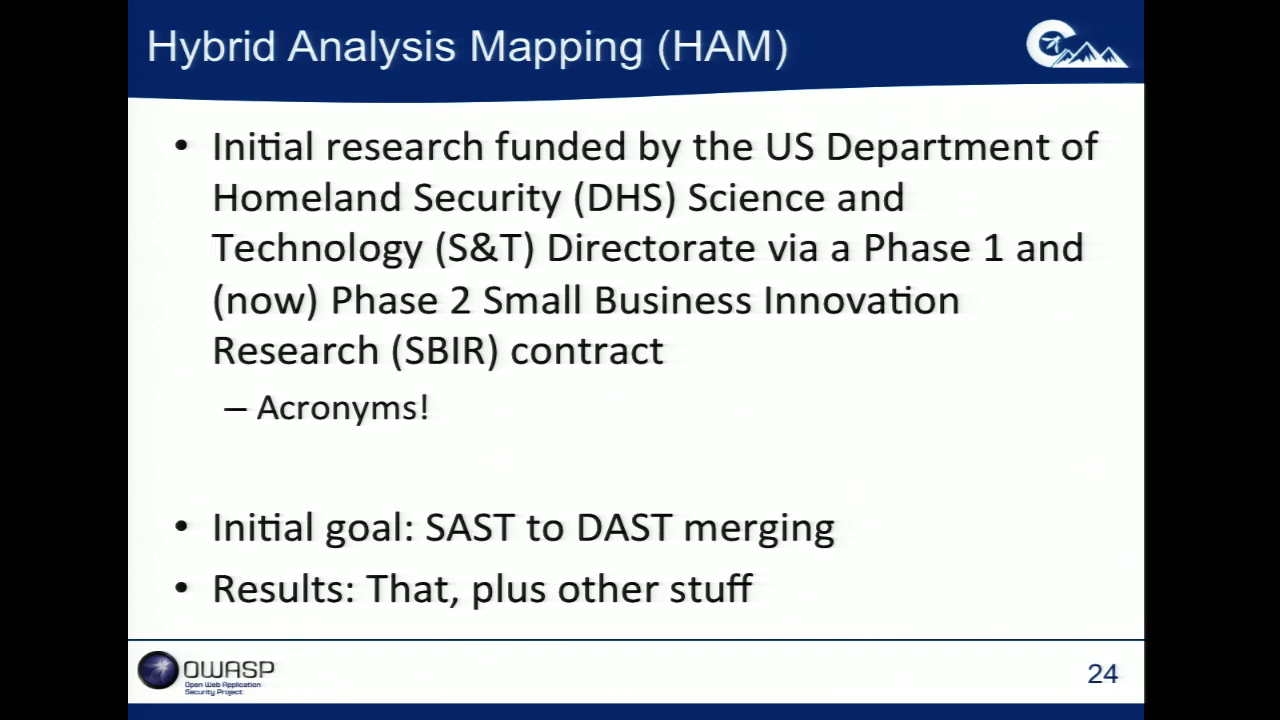 Hybrid Analysis Mapping (HAM)
• Initial research funded by the US Department of
Homeland Security (DHS) Science and
Technology (S&T) Directorate via a Phase 1 and
(now) Phase 2 Small Business Innovation
Research (SBIR) contract
– Acronyms!
• Initial goal: SAST to DAST merging
• Results: That, plus other stuff
OWASP
Open Web Application
Security Project
24